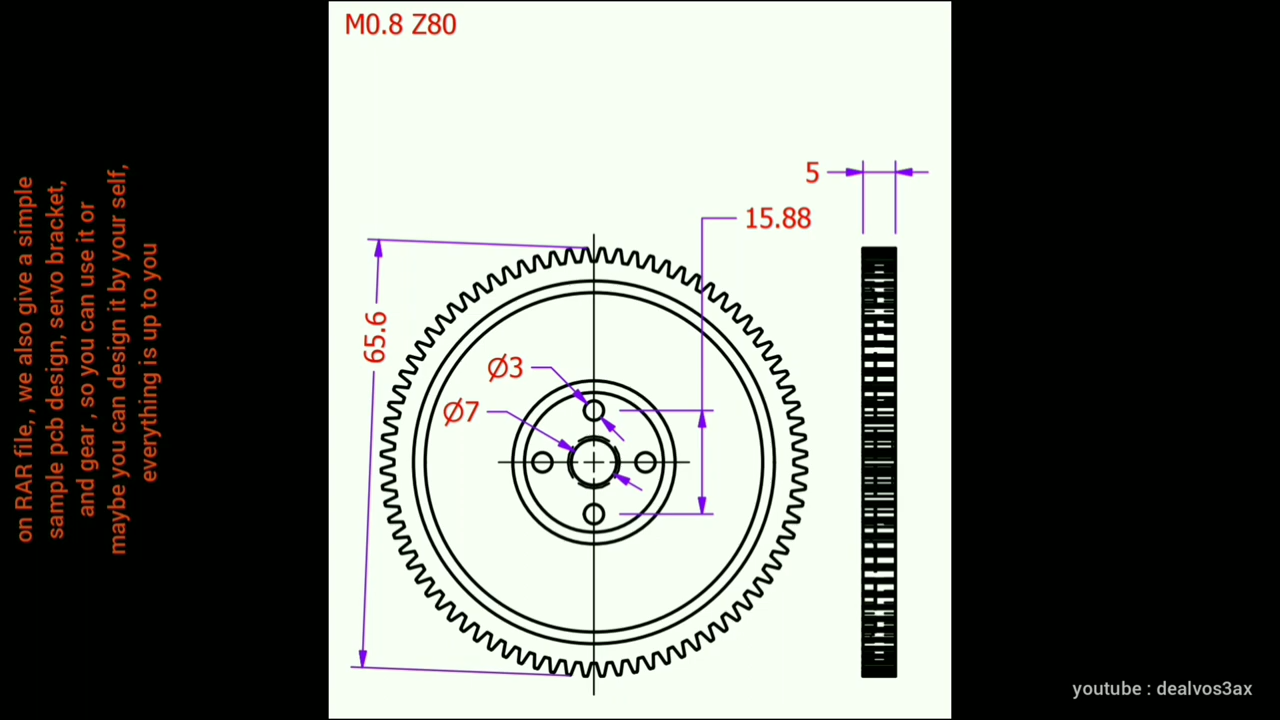 M0.8 Z80
on RAR file, , we also give a simple
sample pcb design, servo bracket,
and gear , so you can use it or
maybe you can design it by your self,
everything is up to you
5
15.88
65.6
Ø3
Ø7
youtube : dealvos3ax